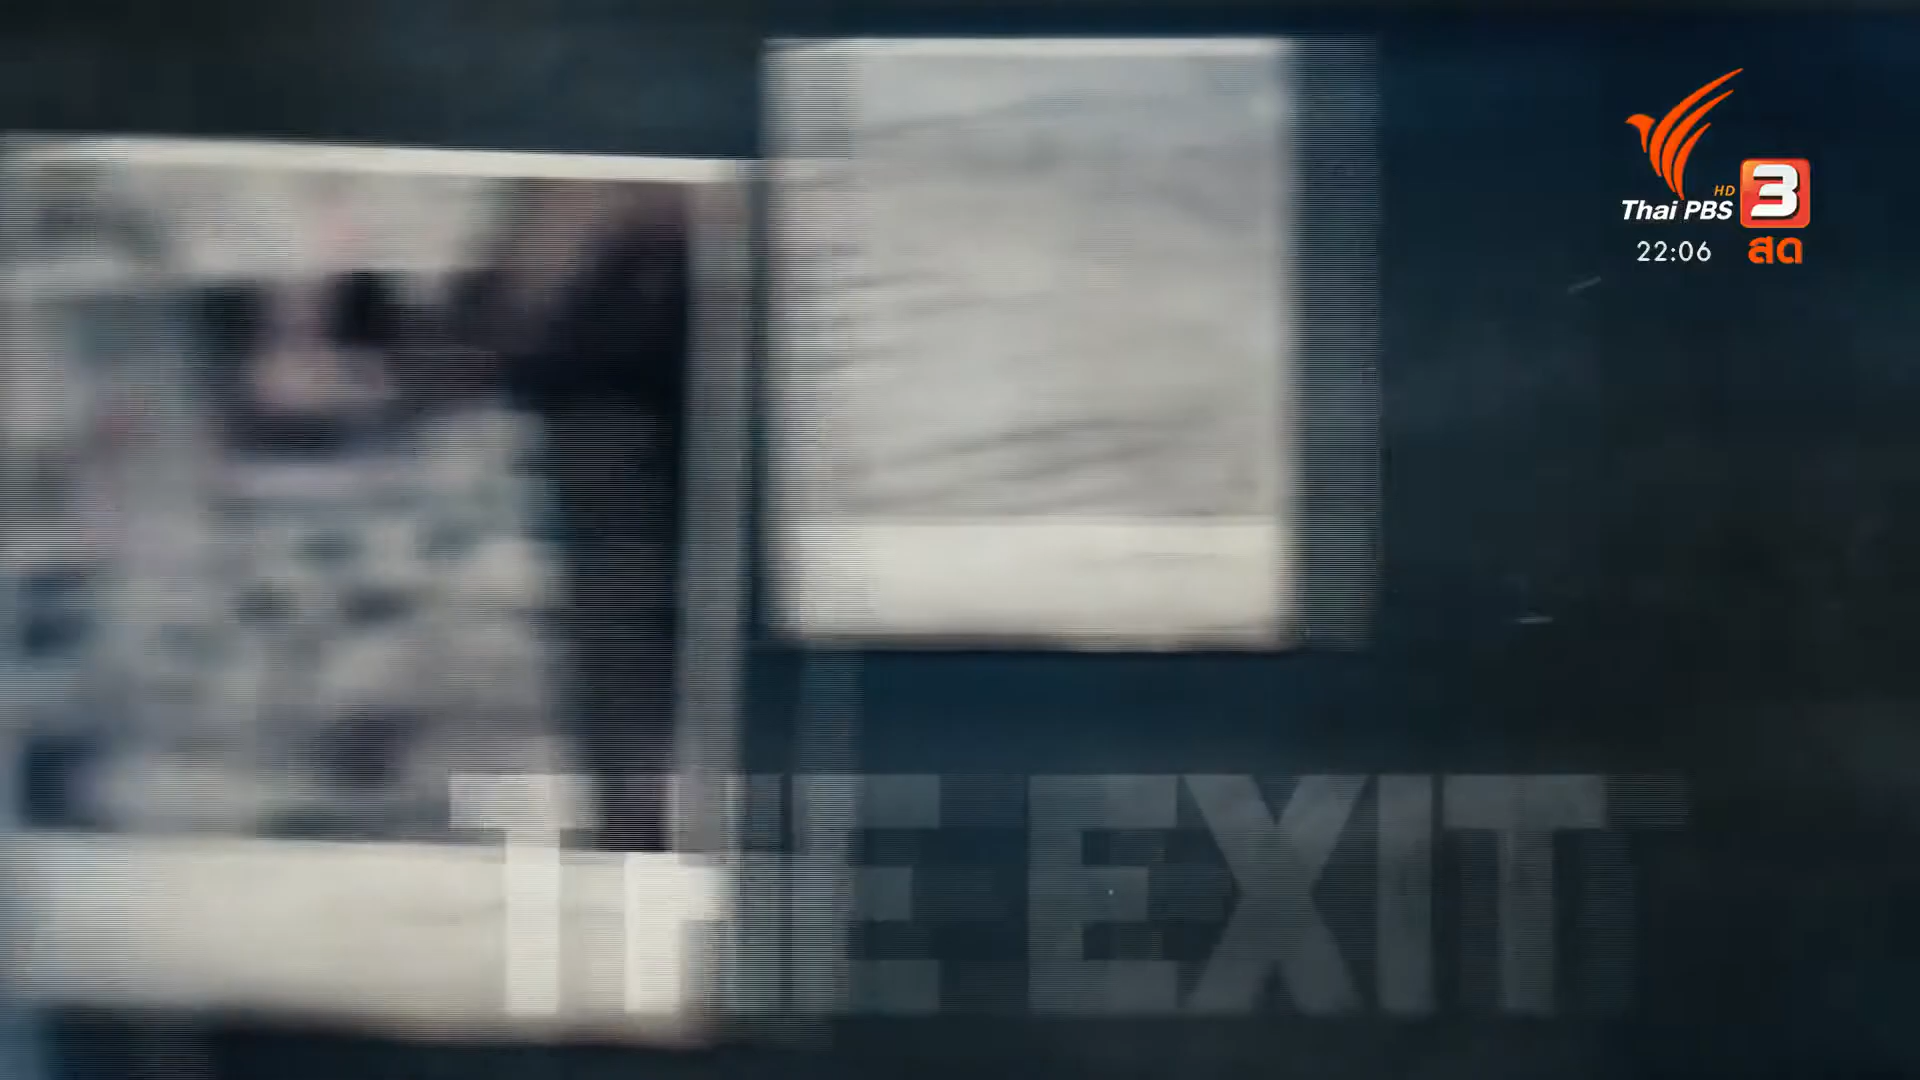 HD
Thai PBS 3
22:06 สด
THE EXIT